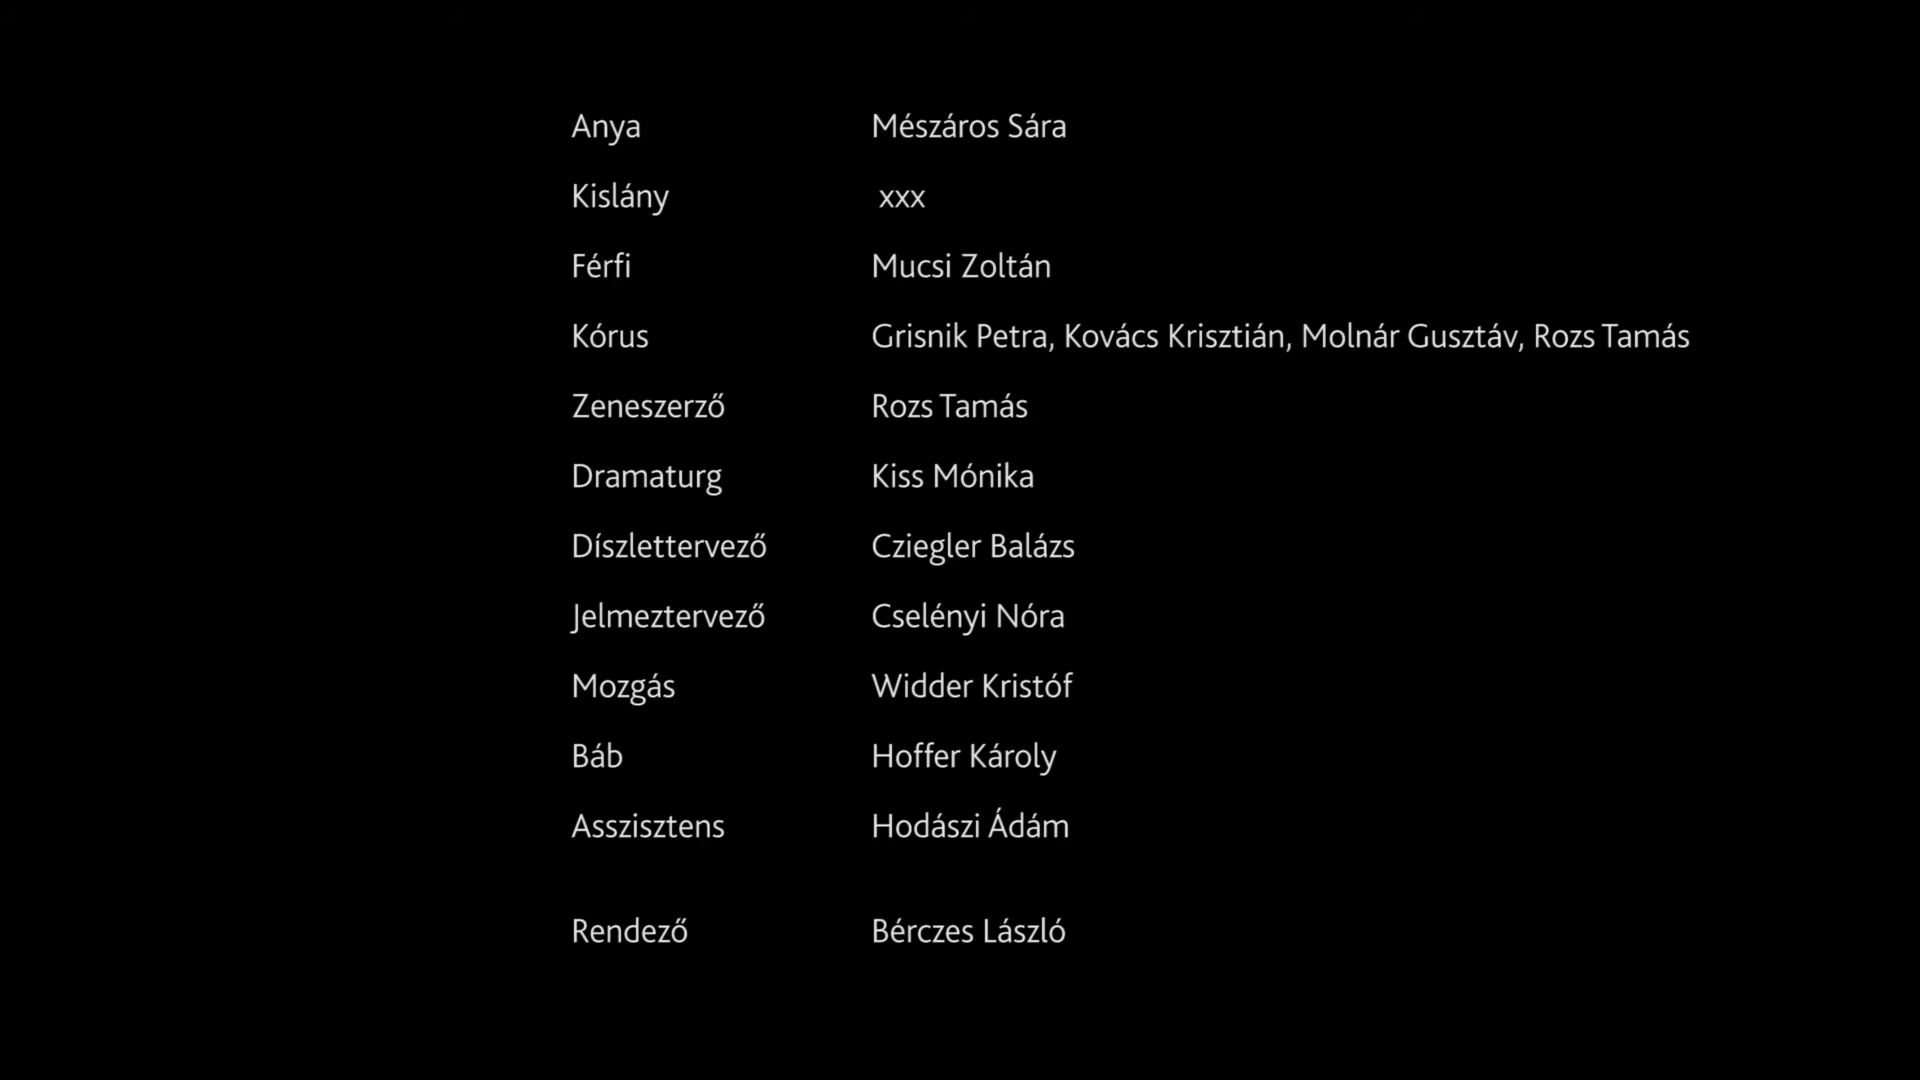 Anya Mészáros Sára
Kislány xxx
Férfi Mucsi Zoltán
Kórus Grisnik Petra, Kovács Krisztián, Molnár Gusztáv, Rozs Tamás
Zeneszerző Rozs Tamás
Dramaturg Kiss Mónika
Díszlettervező Cziegler Balázs
Jelmeztervező Cselényi Nóra
Mozgás Widder Kristóf
Báb Hoffer Károly
Asszisztens Hodászi Ádám
Rendező Bérczes László